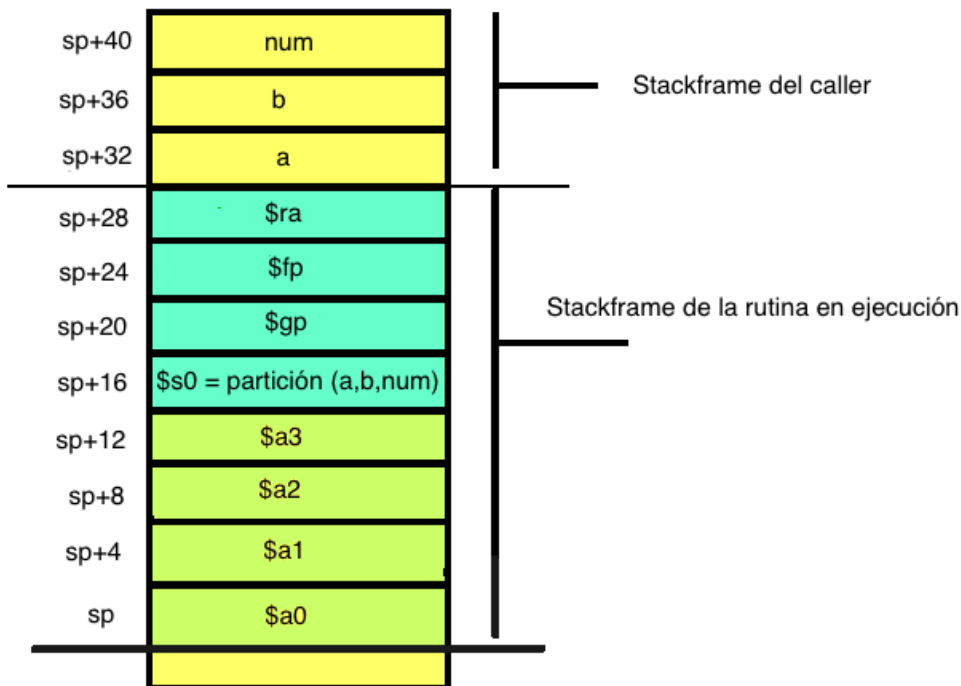 sp+40 num
sp+36 b
sp+32 a
Stackframe del caller
sp+28 $ra
sp+24 $fp
sp+20 $gp
sp+16 $s0 = partición (a,b,num)
sp+12 $a3
sp+8 $a2
sp+4 $a1
sp $a0
Stackframe de la rutina en ejecución